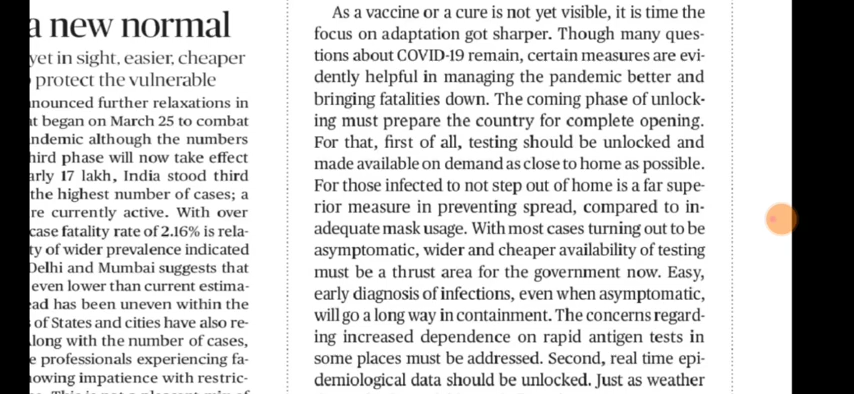 a new normal
yet in sight, easier, cheaper
protect the vulnerable
nnounced further relaxations in
at began on March 25 to combat
ndemic although the numbers
hird phase will now take effect
arly 17 lakh, India stood third
the highest number of cases; a
re currently active. With over
case fatality rate of 2.16% is rela-
ty of wider prevalence indicated
Delhi and Mumbai suggests that
even lower than current estima-
ead has been uneven within the
of States and cities have also re-
Along with the number of cases,
e professionals experiencing fa-
howing impatience with restric-
As a vaccine or a cure is not yet visible, it is time the
focus on adaptation got sharper. Though many ques-
tions about COVID-19 remain, certain measures are evi-
dently helpful in managing the pandemic better and
bringing fatalities down. The coming phase of unlock-
ing must prepare the country for complete opening.
For that, first of all, testing should be unlocked and
made available on demand as close to home as possible.
For those infected to not step out of home is a far supe-
rior measure in preventing spread, compared to in-
adequate mask usage. With most cases turning out to be
asymptomatic, wider and cheaper availability of testing
must be a thrust area for the government now. Easy,
early diagnosis of infections, even when asymptomatic,
will go a long way in containment. The concerns regard-
ing increased dependence on rapid antigen tests in
some places must be addressed. Second, real time epi-
demiological data should be unlocked. Just as weather